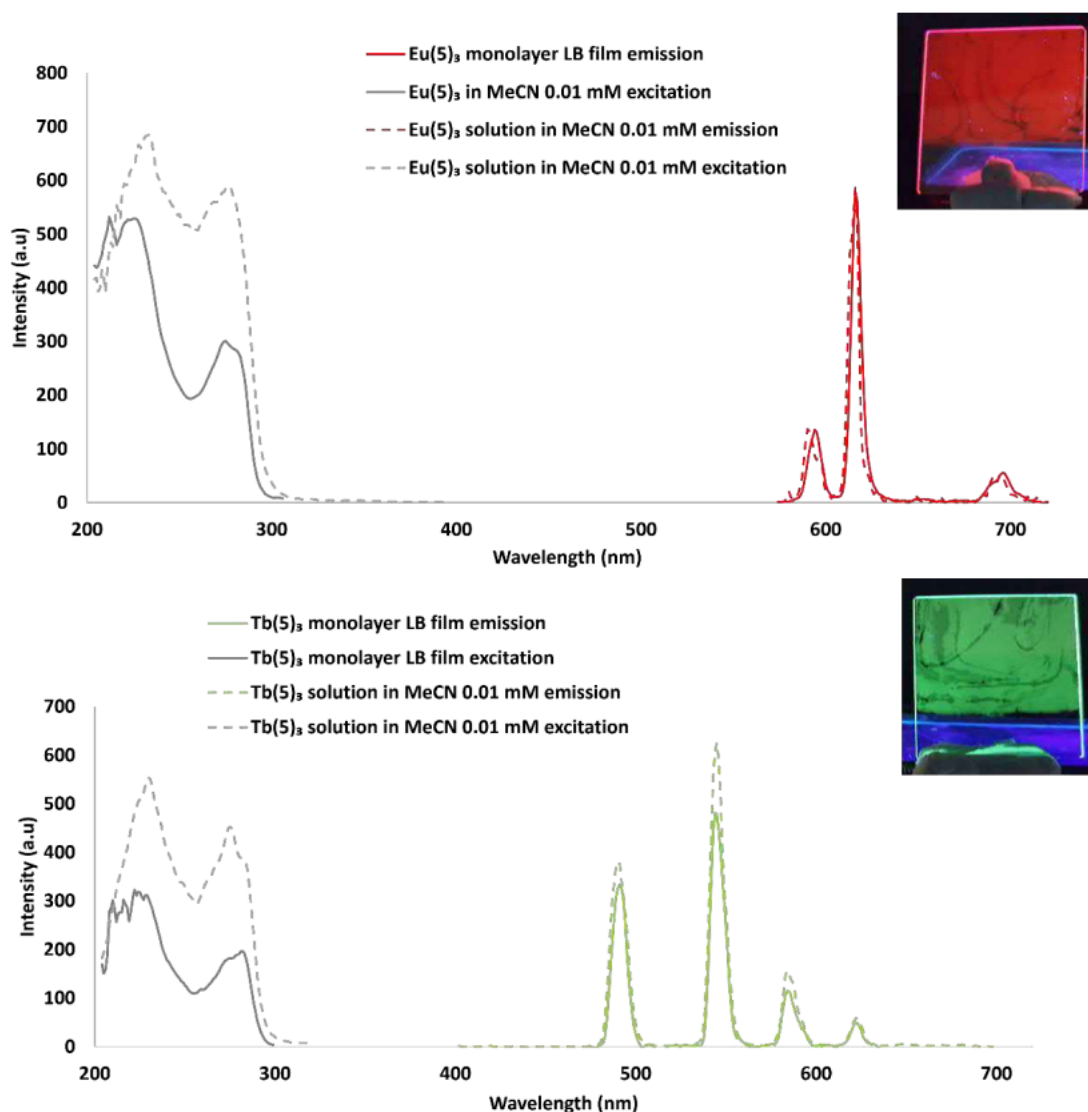 Eu(5)₃ monolayer LB film emission
Eu(5)₃ in MeCN 0.01 mM excitation
Eu(5)₃ solution in MeCN 0.01 mM emission
Eu(5)₃ solution in MeCN 0.01 mM excitation
800
700
600
500
400
300
200
100
0
Intensity (a.u)
200
300
400
500
600
700
Wavelength (nm)
Tb(5)₃ monolayer LB film emission
Tb(5)₃ monolayer LB film excitation
Tb(5)₃ solution in MeCN 0.01 mM emission
Tb(5)₃ solution in MeCN 0.01 mM excitation
700
600
500
400
300
200
100
0
Intensity (a.u)
200
300
400
500
600
700
Wavelength (nm)